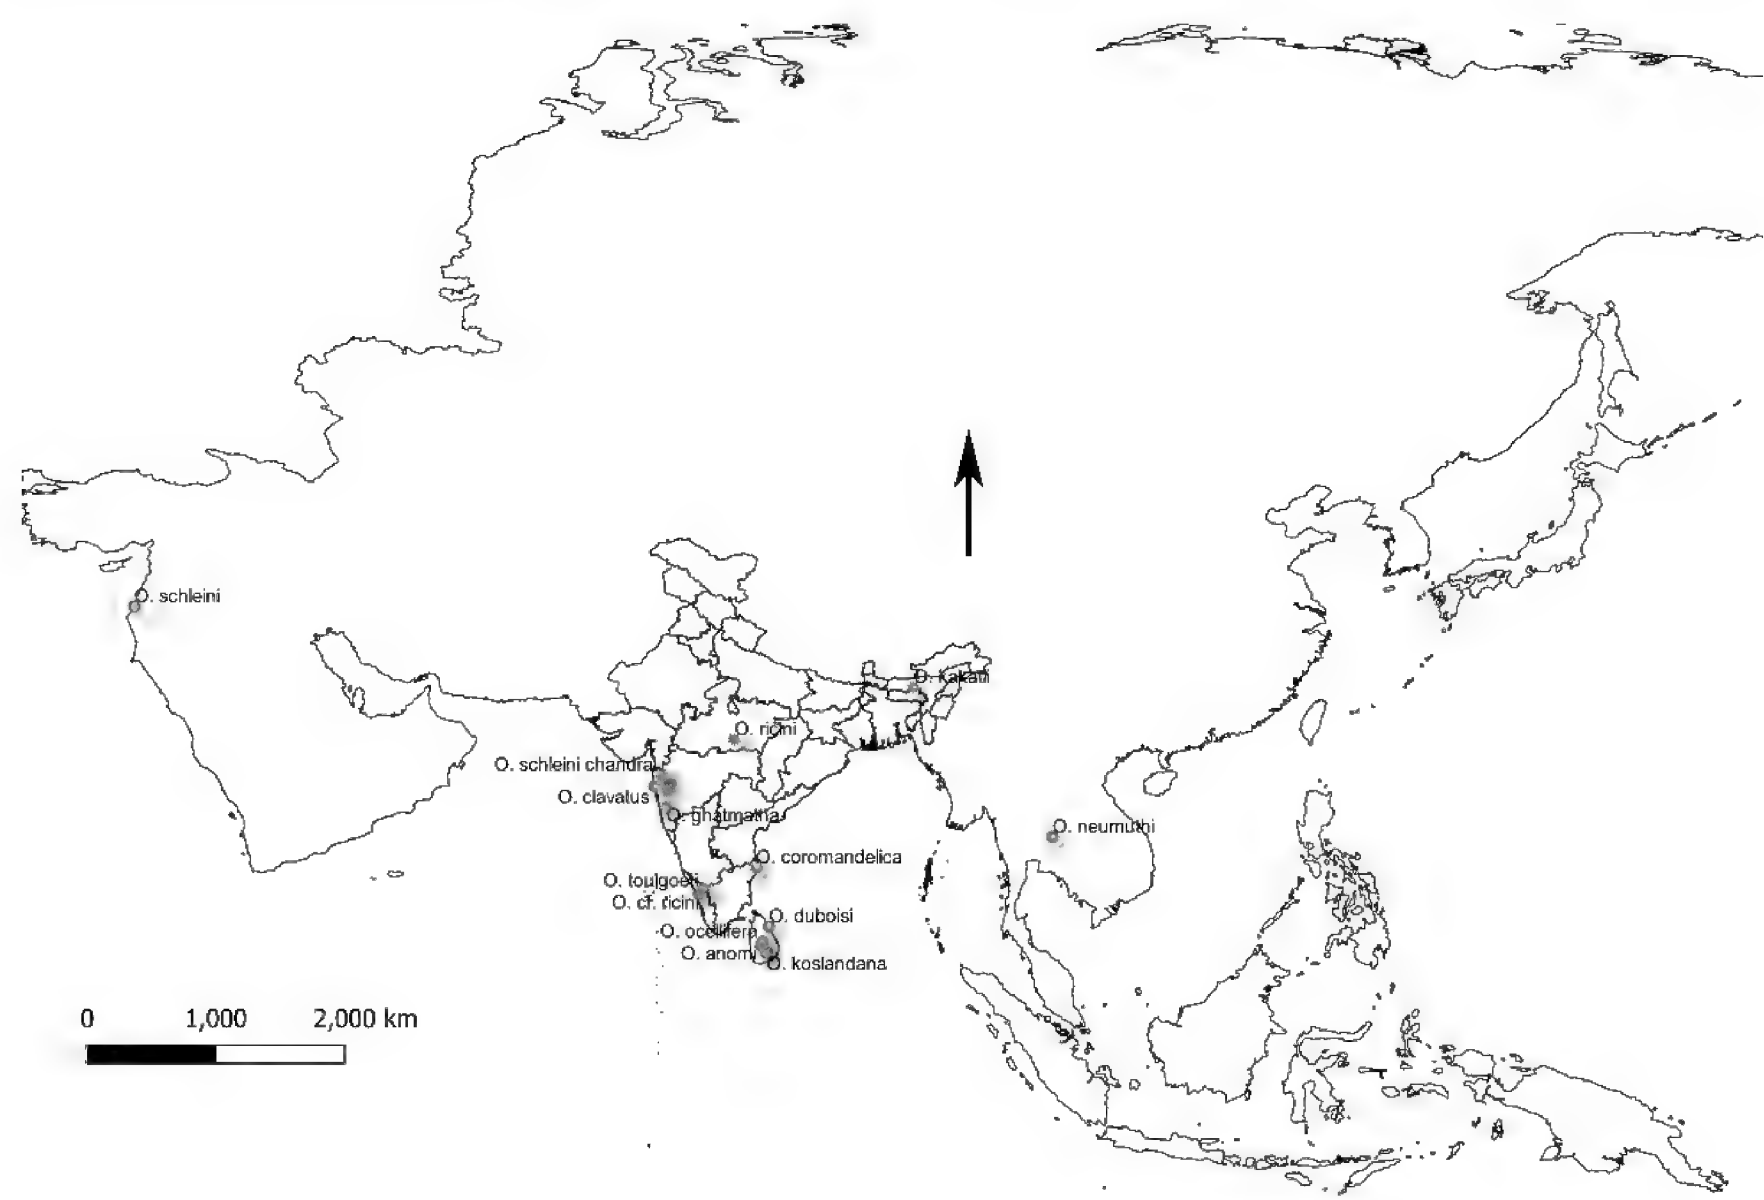 O. schleini
O. kakatii
O. ricini
O. schleini chandrai
O. clavatus
O. ghatmatha
O. neumuthi
O. coromandelica
O. toulgoeti
O. cf. ricini
O. duboisi
O. ocellifera
O. anomi
O. koslandana
0 1,000 2,000 km